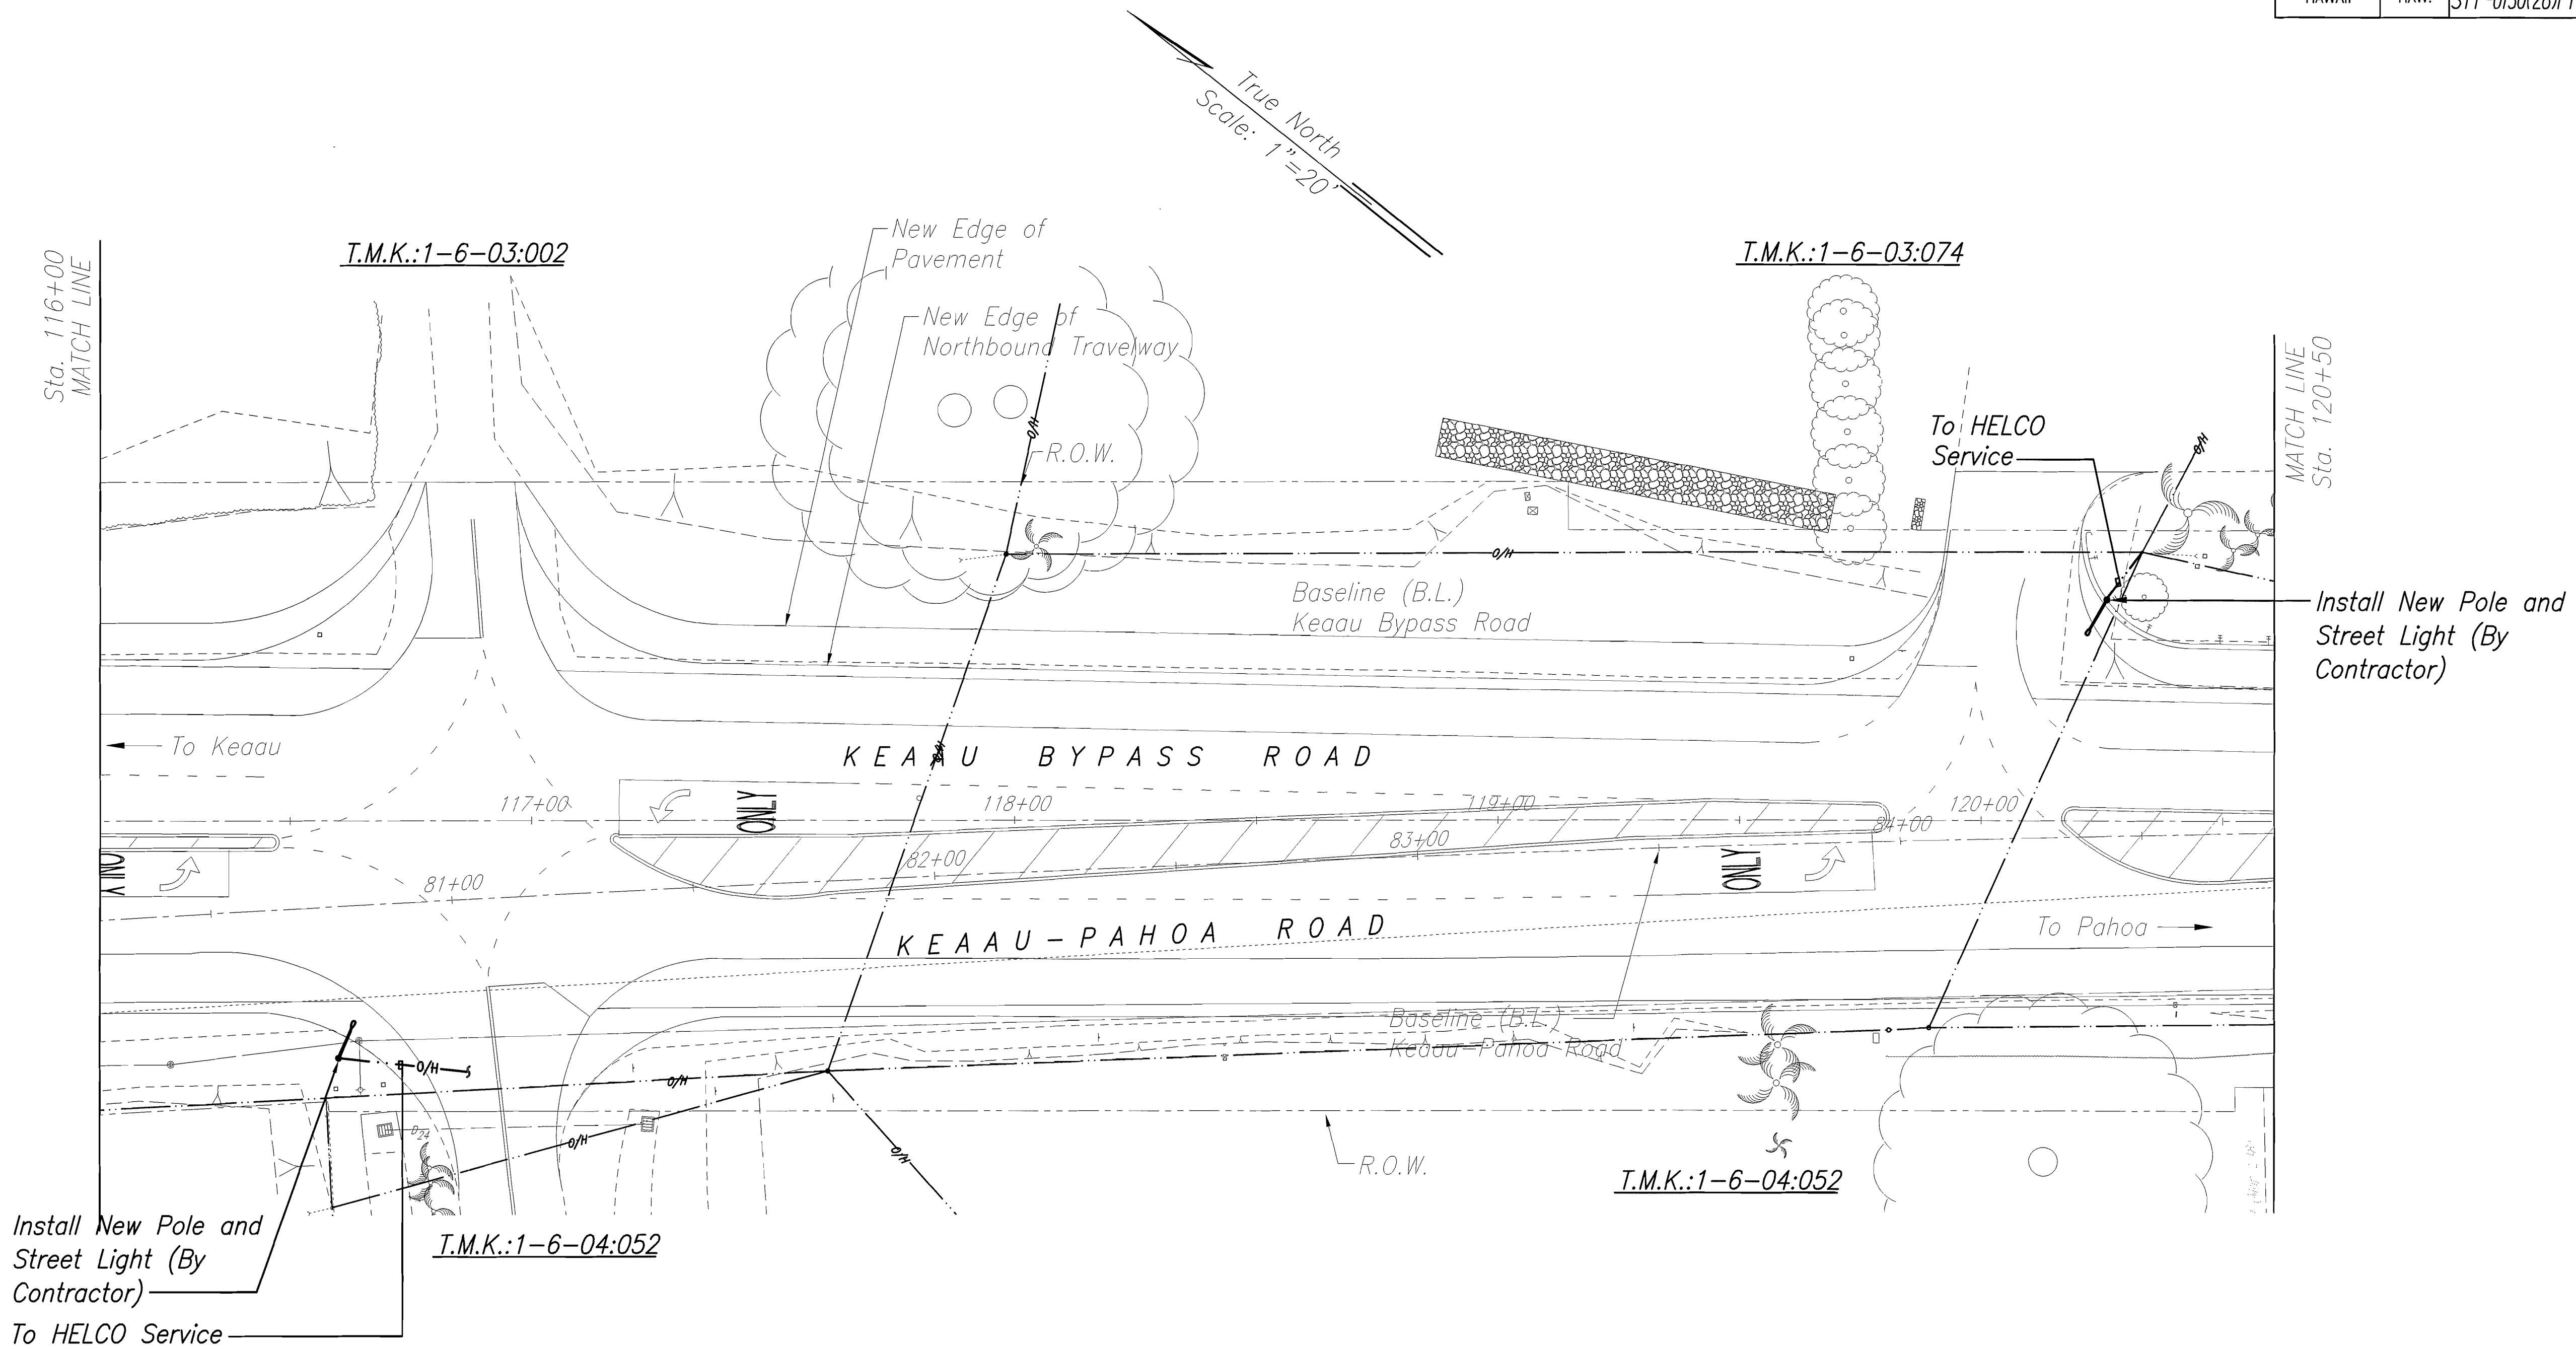 HAWAII HAW.
True North
Scale: 1"=20'
New Edge of
Pavement
T.M.K.:1-6-03:002
T.M.K.:1-6-03:074
Sta. 116+00
MATCH LINE
New Edge of
Northbound Travelway
MATCH LINE
Sta. 120+50
To HELCO
Service
O/H
O/H
R.O.W.
O/H
Baseline (B.L.)
Keaau Bypass Road
Install New Pole and
Street Light (By
Contractor)
To Keaau
KEAAU BYPASS ROAD
O/H
ONLY
117+00
118+00
119+00
120+00
ONLY
81+00
82+00
83+00
84+00
ONLY
KEAAU-PAHOA ROAD
To Pahoa
Baseline (B.L.)
Keaau-Pahoa Road
O/H
O/H
O/H
O/H
D24
R.O.W.
T.M.K.:1-6-04:052
Install New Pole and
Street Light (By
Contractor)
T.M.K.:1-6-04:052
To HELCO Service